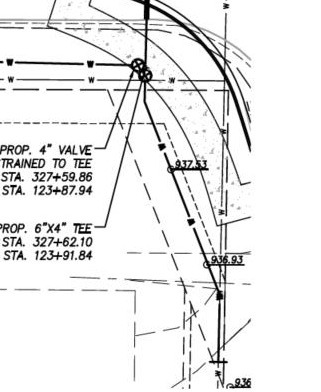 W
W
W
W
W
PROP. 4" VALVE
TRAINED TO TEE
STA. 327+59.86
STA. 123+87.94
W
937.53
W
W
PROP. 6"X4" TEE
STA. 327+62.10
STA. 123+91.84
W
936.93
W
W
936